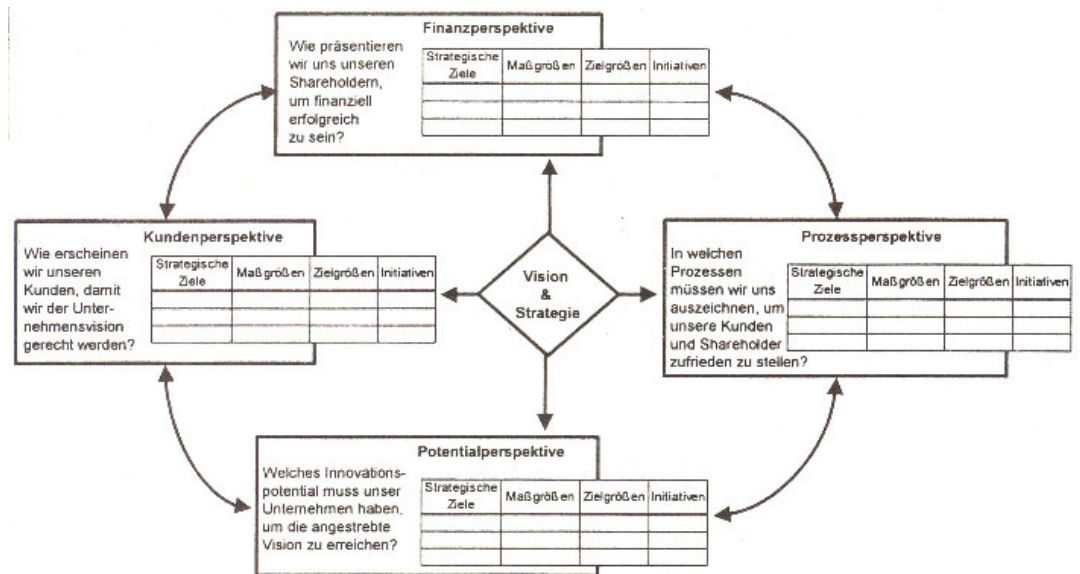 Finanzperspektive
Wie präsentieren
wir uns unseren
Shareholdern,
um finanziell
erfolgreich
zu sein?
Strategische
Ziele
Maßgrößen
Zielgrößen
Initiativen
Kundenperspektive
Wie erscheinen
wir unseren
Kunden, damit
wir der Unter-
nehmensvision
gerecht werden?
Strategische
Ziele
Maßgrößen
Zielgrößen
Initiativen
Vision
&
Strategie
Prozessperspektive
In welchen
Prozessen
müssen wir uns
auszeichnen, um
unsere Kunden
und Shareholder
zufrieden zu stellen?
Strategische
Ziele
Maßgrößen
Zielgrößen
Initiativen
Potentialperspektive
Welches Innovations-
potential muss unser
Unternehmen haben,
um die angestrebte
Vision zu erreichen?
Strategische
Ziele
Maßgrößen
Zielgrößen
Initiativen